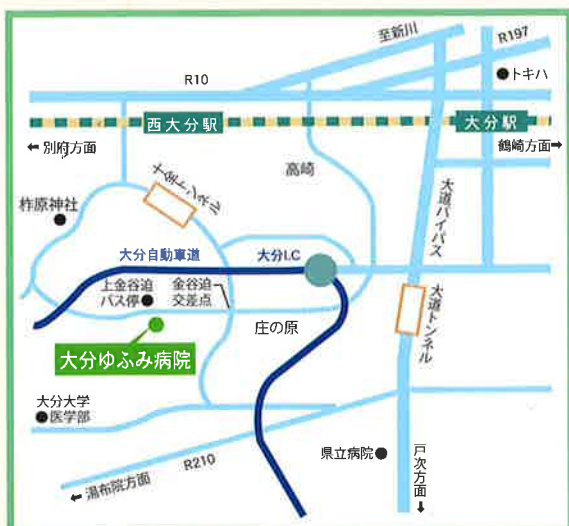 至新川
R197
R10
トキハ
西大分駅
大分駅
← 別府方面
鶴崎方面→
高崎
十金トンネル
柞原神社
大道バイパス
大分自動車道
大分I.C
上金谷迫
バス停
金谷迫
交差点
大道トンネル
庄の原
大分ゆふみ病院
大分大学
医学部
県立病院
R210
← 湯布院方面
戸次方面→